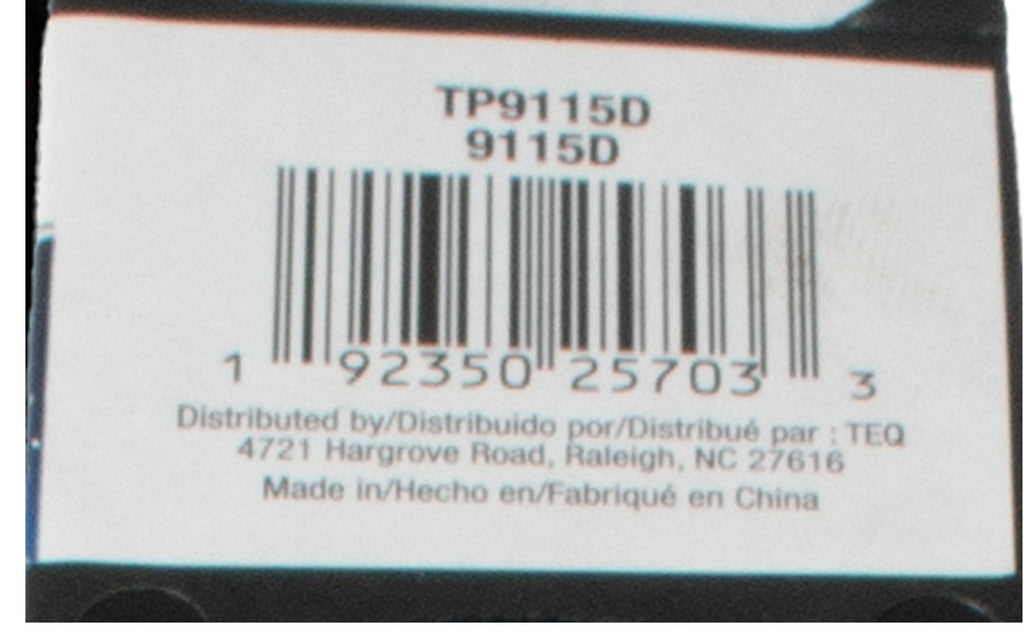 TP9115D
9115D
1 92350 25703 3
Distributed by/Distribuido por/Distribué par : TEQ
4721 Hargrove Road, Raleigh, NC 27616
Made in/Hecho en/Fabriqué en China